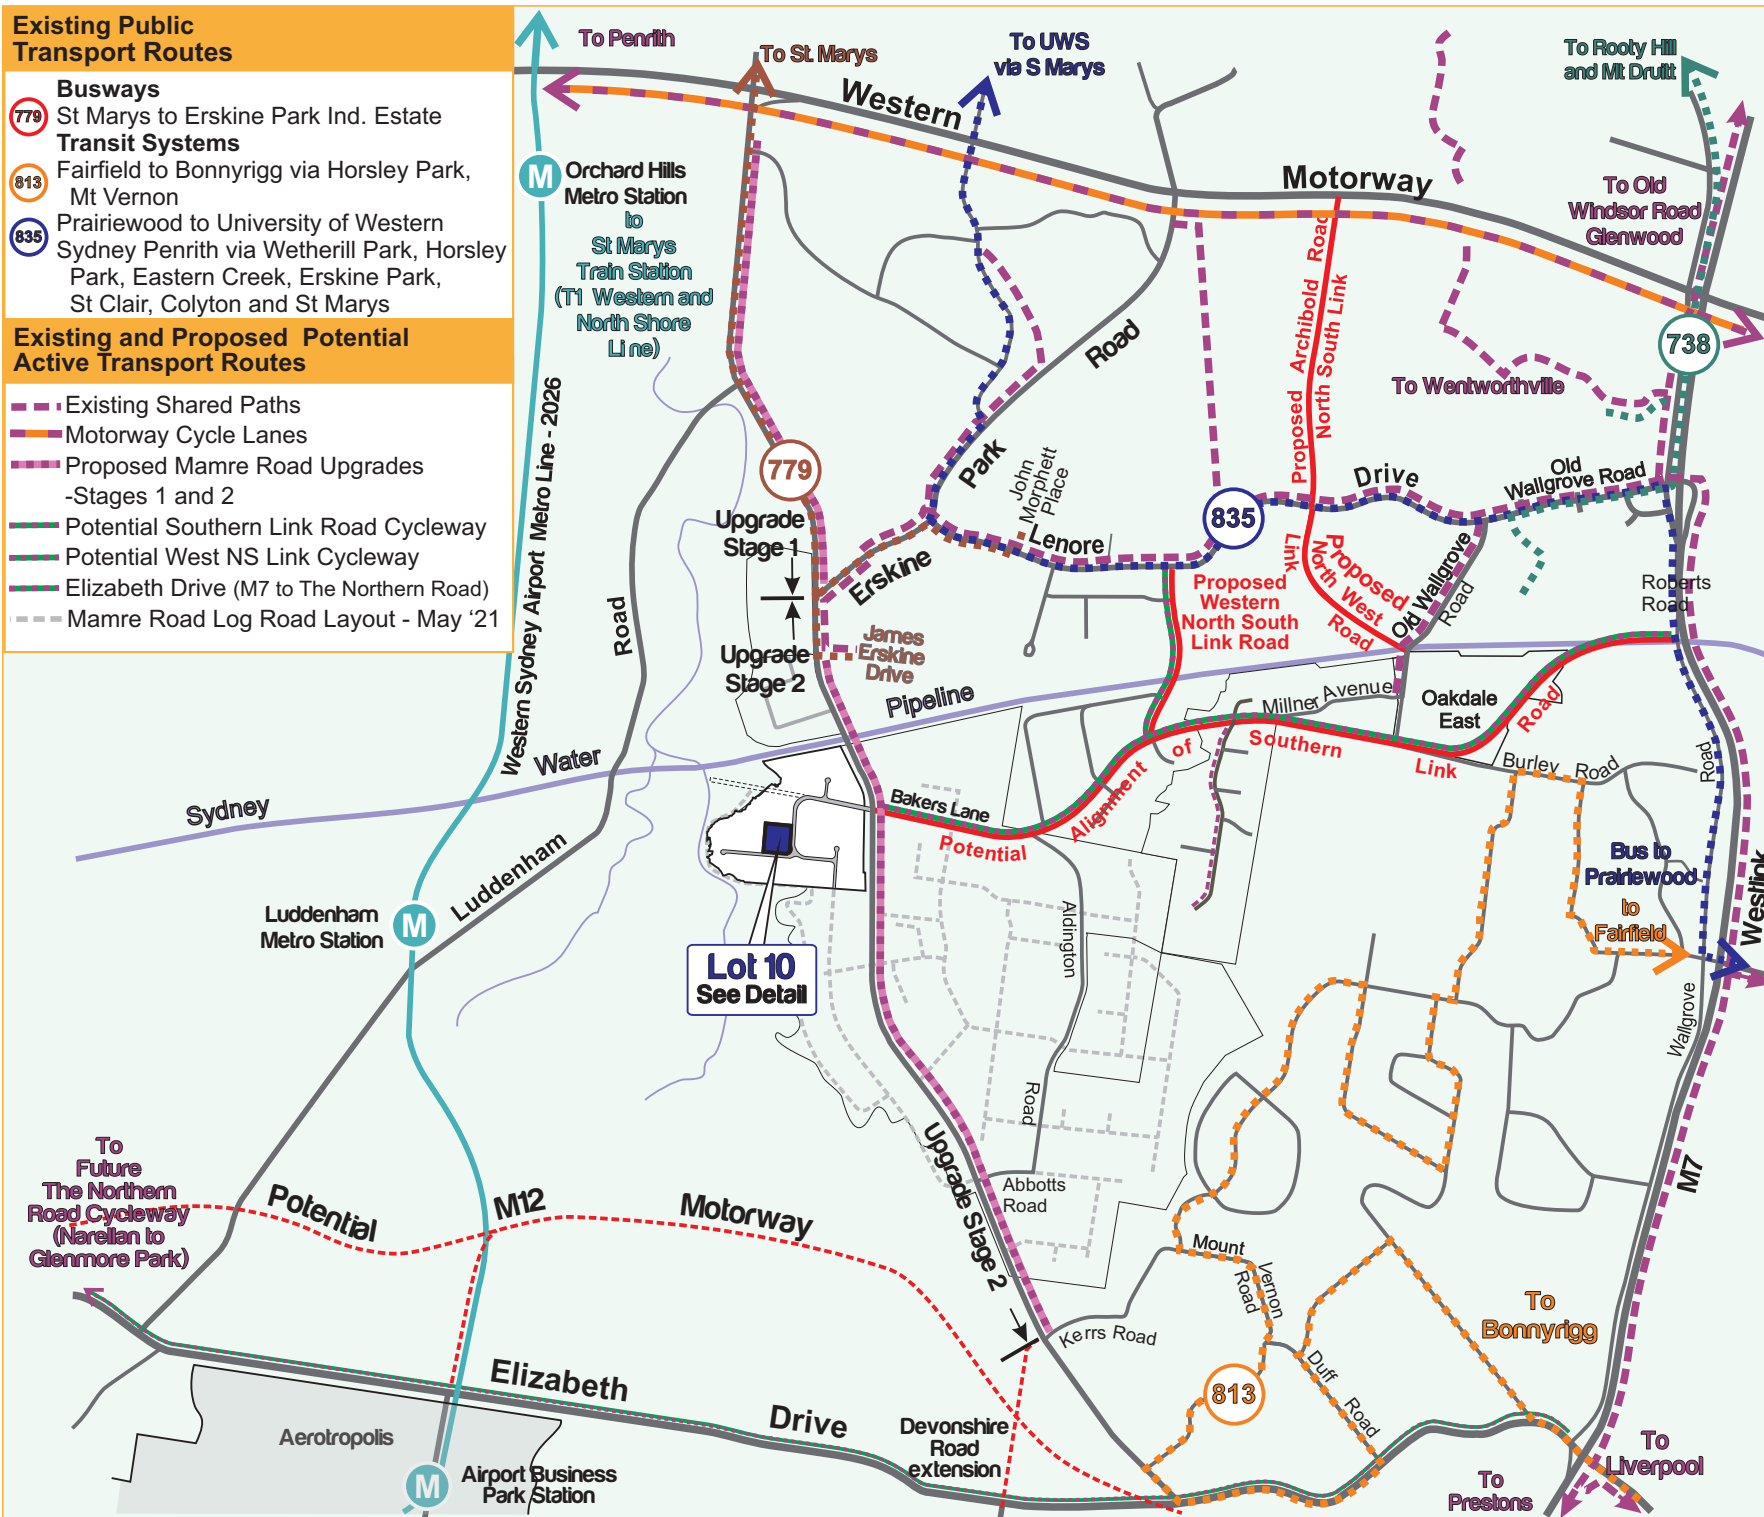 Existing Public
Transport Routes
Busways
779
St Marys to Erskine Park Ind. Estate
Transit Systems
813
Fairfield to Bonnyrigg via Horsley Park,
Mt Vernon
835
Prairiewood to University of Western
Sydney Penrith via Wetherill Park, Horsley
Park, Eastern Creek, Erskine Park,
St Clair, Colyton and St Marys
Existing and Proposed Potential
Active Transport Routes
Existing Shared Paths
Motorway Cycle Lanes
Proposed Mamre Road Upgrades
-Stages 1 and 2
Potential Southern Link Road Cycleway
Potential West NS Link Cycleway
Elizabeth Drive (M7 to The Northern Road)
Mamre Road Log Road Layout - May ‘21
To Penrith
To St. Marys
To UWS
via S Marys
To Rooty Hill
and Mt Druitt
Western
Motorway
M
Orchard Hills
Metro Station
to
St Marys
Train Station
(T1 Western and
North Shore
Line)
To Old
Windsor Road
Glenwood
738
To Wentworthville
Proposed Archibold Road
North South Link
Road
Park
John
Morphett
Place
Drive
Old
Wallgrove Road
779
835
Upgrade
Stage 1
Erskine
Lenore
Link
Proposed
North West
Road
Old Wallgrove
Road
Roberts
Road
Proposed
Western
North South
Link Road
Western Sydney Airport Metro Line - 2026
Road
Upgrade
Stage 2
James
Erskine
Drive
Pipeline
Water
Sydney
Millner Avenue
Oakdale
East
Road
Burley Road
Road
Bakers Lane
Potential
Alignment
of
Southern
Link
Bus to
Prairiewood
to
Fairfield
Westlink
Luddenham
Luddenham
Metro Station
M
Lot 10
See Detail
Aldington
Road
Wallgrove
To
Future
The Northern
Road Cycleway
(Narellan to
Glenmore Park)
Potential
M12
Motorway
Upgrade Stage 2
Abbotts
Road
M7
Mount
Vernon
Road
Kerrs Road
To
Bonnyrigg
Duff
Road
813
Elizabeth
Drive
Aerotropolis
Devonshire
Road
extension
M
Airport Business
Park Station
To
Prestons
To
Liverpool